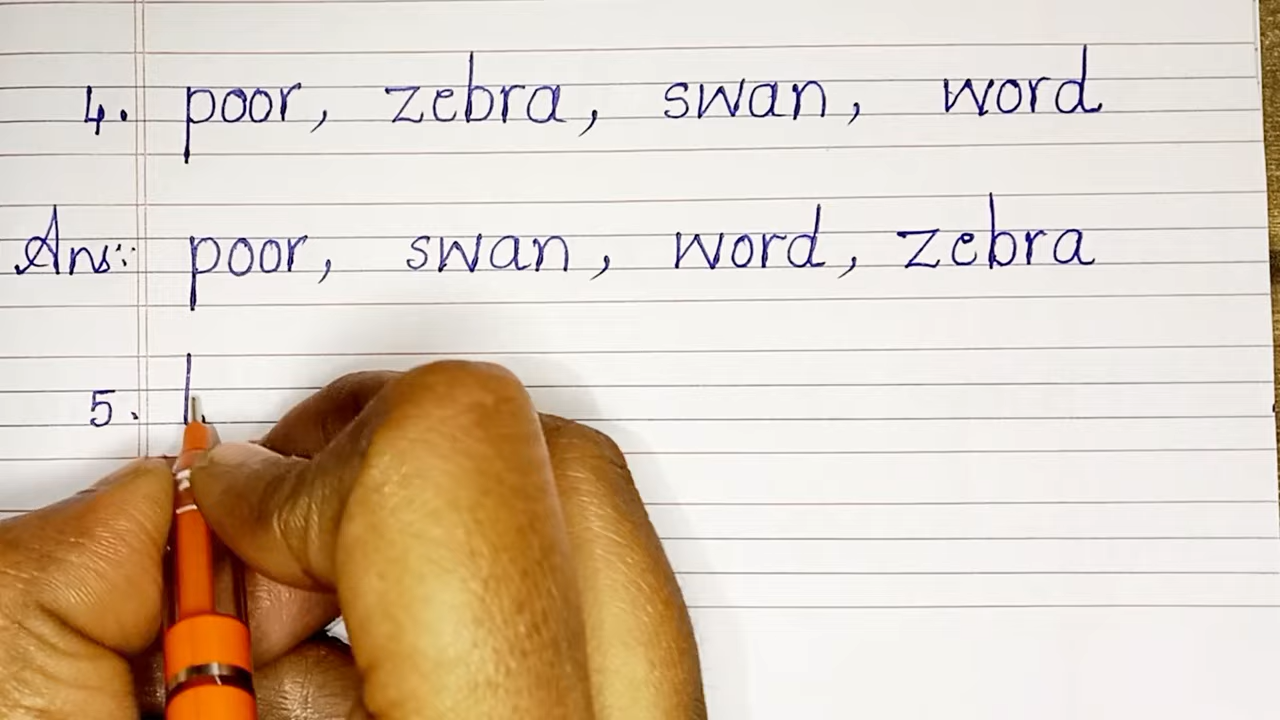 4. poor, zebra, swan, word
Ans: poor, swan, word, zebra
5.